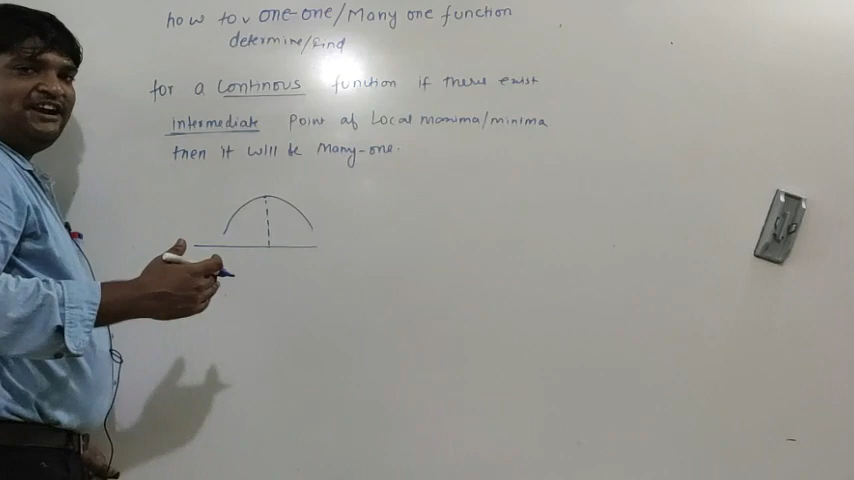 how to one-one/Many one function
determine/find
for a Continous function if there exist
intermediate Point of Local maxima/minima
then it will be Many-one.